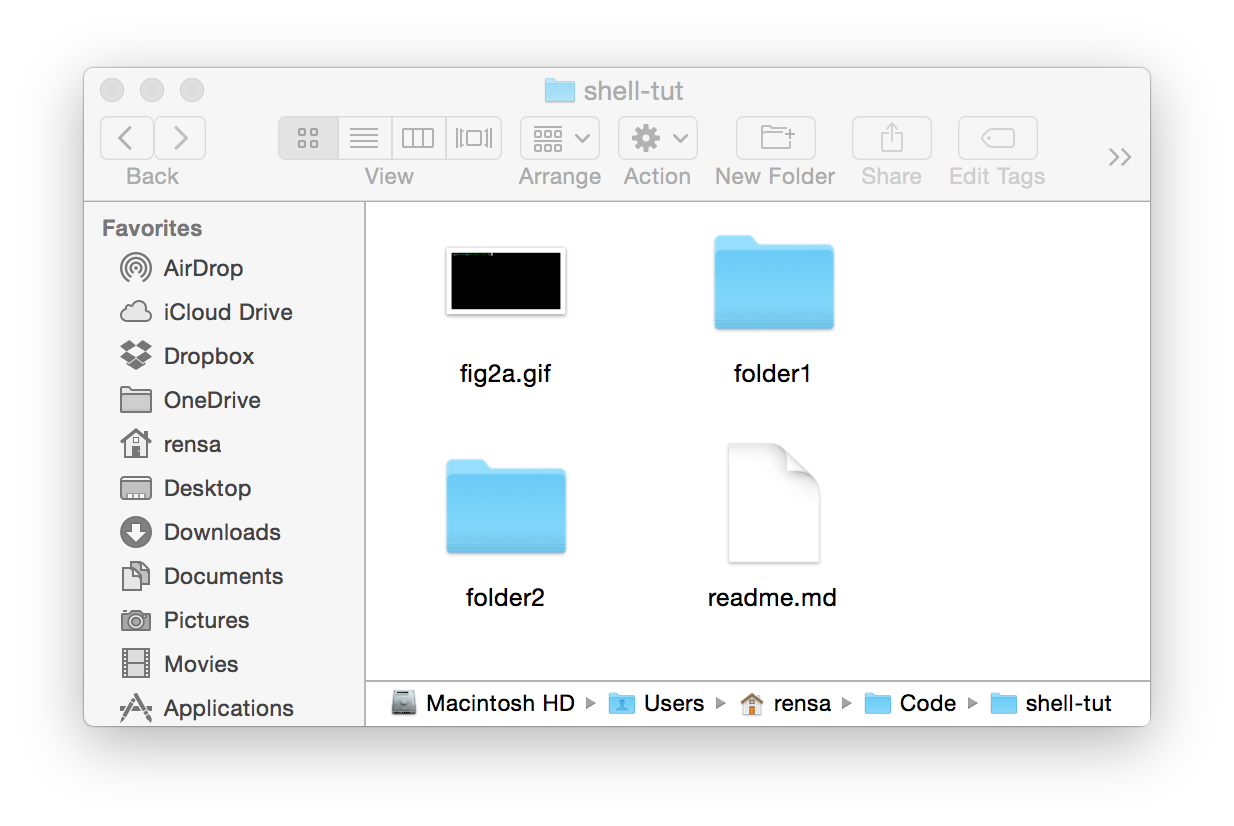 shell-tut
Back View Arrange Action New Folder Share Edit Tags
Favorites
AirDrop
iCloud Drive
Dropbox
OneDrive
rensa
Desktop
Downloads
Documents
Pictures
Movies
Applications
fig2a.gif folder1
folder2 readme.md
Macintosh HD Users rensa Code shell-tut